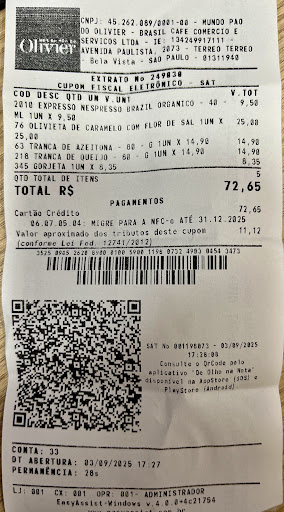 Olivier
CNPJ: 45.262.089/0001-00 - MUNDO PAO
DO OLIVIER - BRASIL CAFE COMERCIO E
SERVICOS LTDA - IE: 134249917111 -
AVENIDA PAULISTA, 2073 - TERREO TERREO
- Bela Vista - SAO PAULO - 01311940
EXTRATO No 249030
CUPOM FISCAL ELETRÔNICO - SAT
COD DESC QTD UN V.UNT V.TOT
2010 EXPRESSO NESPRESSO BRAZIL ORGANICO - 40 - 9,50
ML 1UN X 9,50
76 OLIVIETA DE CARAMELO COM FLOR DE SAL 1UN X 25,00
25,00
63 TRANCA DE AZEITONA - 60 - G 1UN X 14,90 14,90
218 TRANCA DE QUEIJO - 60 - G 1UN X 14,90 14,90
345 GORJETA 1UN X 8,35 8,35
QTD TOTAL DE ITENS 5
TOTAL R$ 72,65
PAGAMENTOS
Cartão Crédito 72,65
06.07.05.04: MIGRE PARA A NFC-e ATÉ 31.12.2025
Valor aproximado dos tributos deste cupom 11,12
(conforme Lei Fed. 12741/2012)
SAT No 001198073 - 03/09/2025
Consulte o QrCode pelo
aplicativo 'De Olho na Nota'
disponível na AppStore (iOS) e
PlayStore (Android)
CONTA: 33
DT ABERTURA: 03/09/2025 17:27
PERMANÊNCIA: 28s
LJ: 001 CX: 001 OPR: 001- ADMINISTRADOR
EasyAssist-Windows v.4.0.0+4c21754